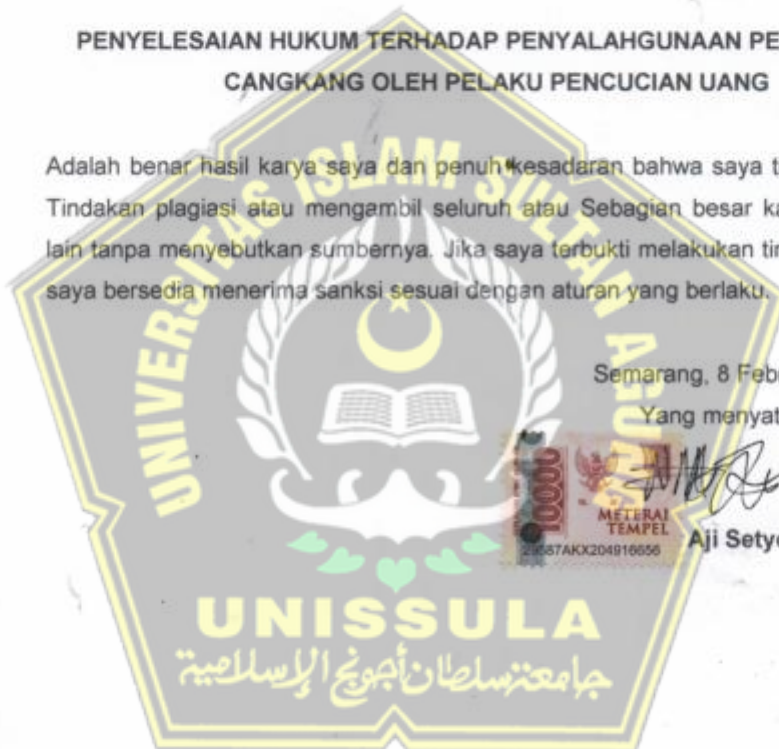 PENYELESAIAN HUKUM TERHADAP PENYALAHGUNAAN PE
CANGKANG OLEH PELAKU PENCUCIAN UANG
Adalah benar hasil karya saya dan penuh kesadaran bahwa saya t
Tindakan plagiasi atau mengambil seluruh atau Sebagian besar ka
lain tanpa menyebutkan sumbernya. Jika saya terbukti melakukan tin
saya bersedia menerima sanksi sesuai dengan aturan yang berlaku.
Semarang, 8 Feb
Yang menyat
10000
METERAI
TEMPEL
29587AKX204916656
Aji Setyo
UNIVERSITAS ISLAM SULTAN AGUNG
UNISSULA
جامعة سلطان أجونج الإسلامية